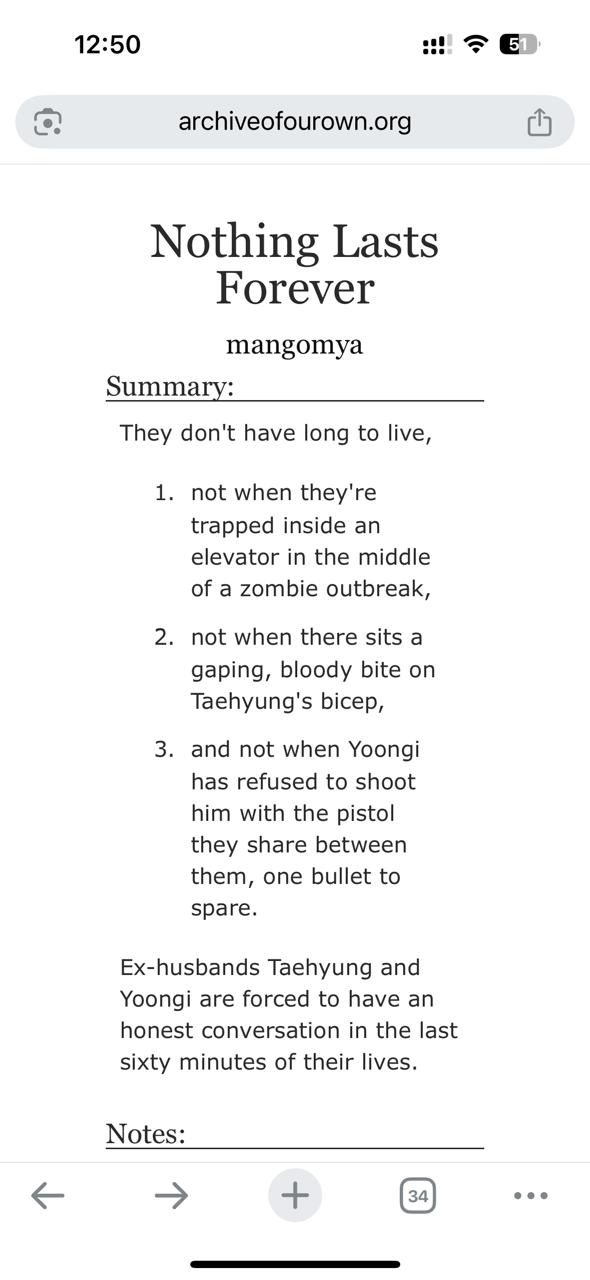 12:50
51
archiveofourown.org
Nothing Lasts
Forever
mangomya
Summary:
They don't have long to live,
1. not when they're
trapped inside an
elevator in the middle
of a zombie outbreak,
2. not when there sits a
gaping, bloody bite on
Taehyung's bicep,
3. and not when Yoongi
has refused to shoot
him with the pistol
they share between
them, one bullet to
spare.
Ex-husbands Taehyung and
Yoongi are forced to have an
honest conversation in the last
sixty minutes of their lives.
Notes:
34